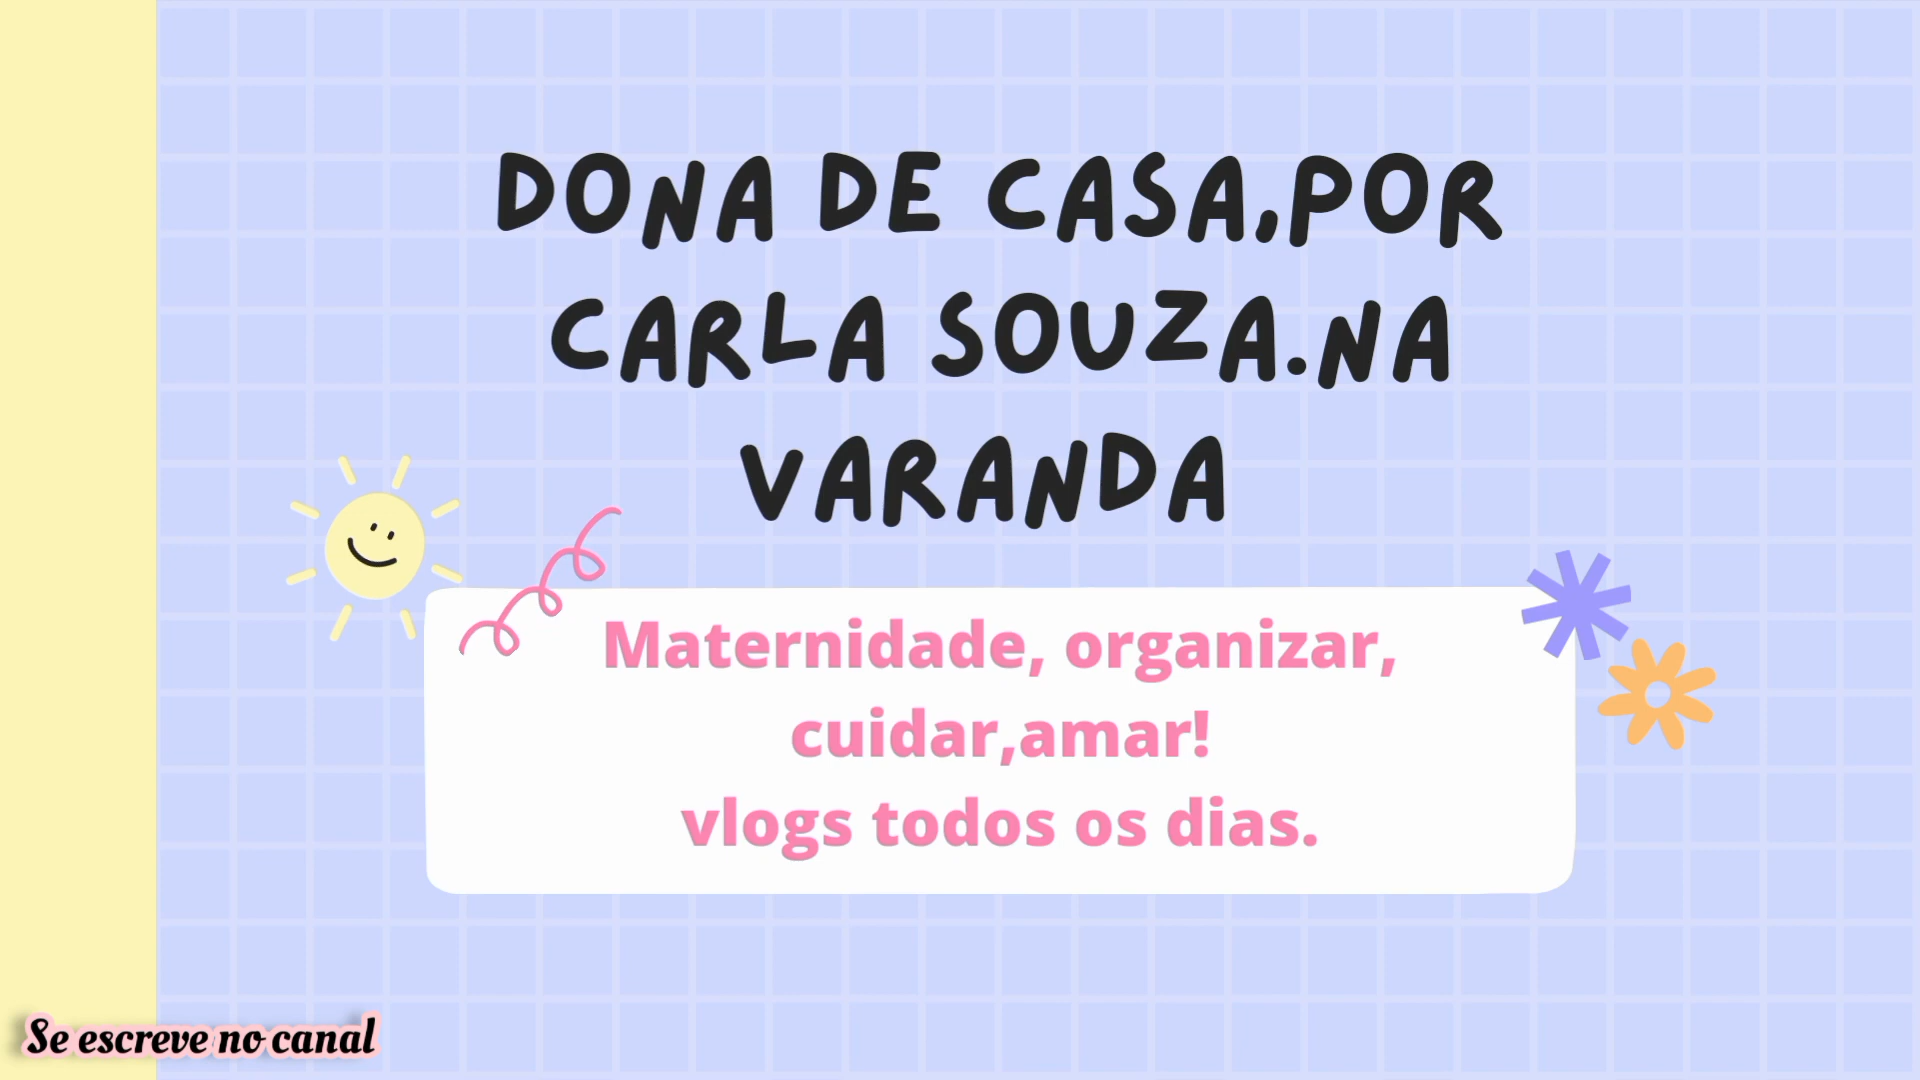 DONA DE CASA,POR
CARLA SOUZA.NA
VARANDA
Maternidade, organizar,
cuidar,amar!
vlogs todos os dias.
Se escreve no canal